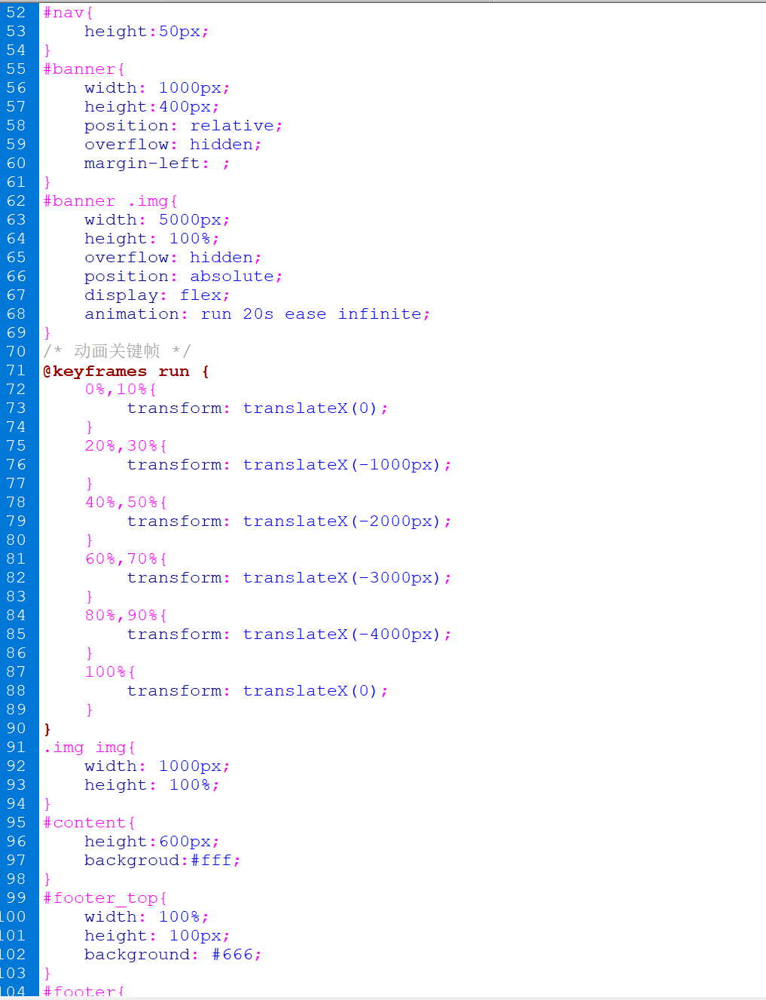 52 #nav{
53     height:50px;
54 }
55 #banner{
56     width: 1000px;
57     height:400px;
58     position: relative;
59     overflow: hidden;
60     margin-left: ;
61 }
62 #banner .img{
63     width: 5000px;
64     height: 100%;
65     overflow: hidden;
66     position: absolute;
67     display: flex;
68     animation: run 20s ease infinite;
69 }
70 /* 动画关键帧 */
71 @keyframes run {
72     0%,10%{
73         transform: translateX(0);
74     }
75     20%,30%{
76         transform: translateX(-1000px);
77     }
78     40%,50%{
79         transform: translateX(-2000px);
80     }
81     60%,70%{
82         transform: translateX(-3000px);
83     }
84     80%,90%{
85         transform: translateX(-4000px);
86     }
87     100%{
88         transform: translateX(0);
89     }
90 }
91 .img img{
92     width: 1000px;
93     height: 100%;
94 }
95 #content{
96     height:600px;
97     backgroud:#fff;
98 }
99 #footer_top{
100     width: 100%;
101     height: 100px;
102     background: #666;
103 }
104 #footer{